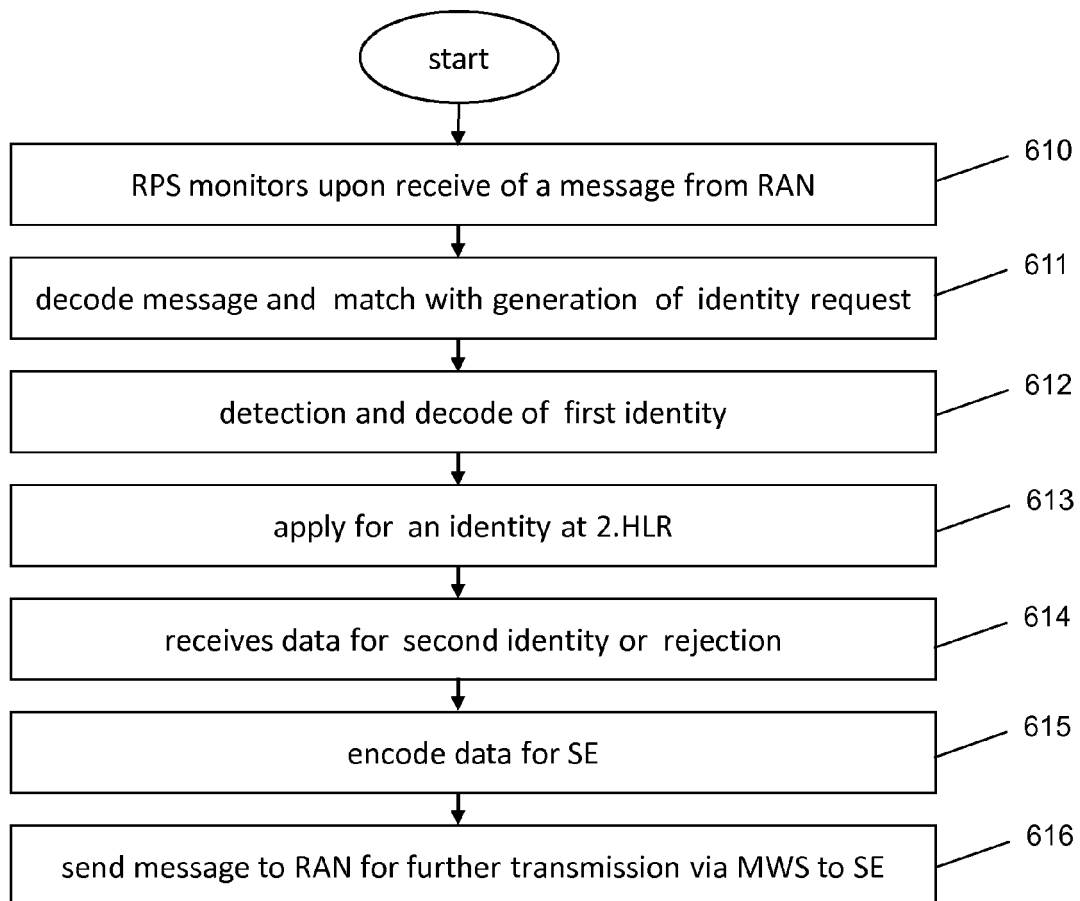 start
RPS monitors upon receive of a message from RAN
610
decode message and match with generation of identity request
611
detection and decode of first identity
612
apply for an identity at 2.HLR
613
receives data for second identity or rejection
614
encode data for SE
615
send message to RAN for further transmission via MWS to SE
616